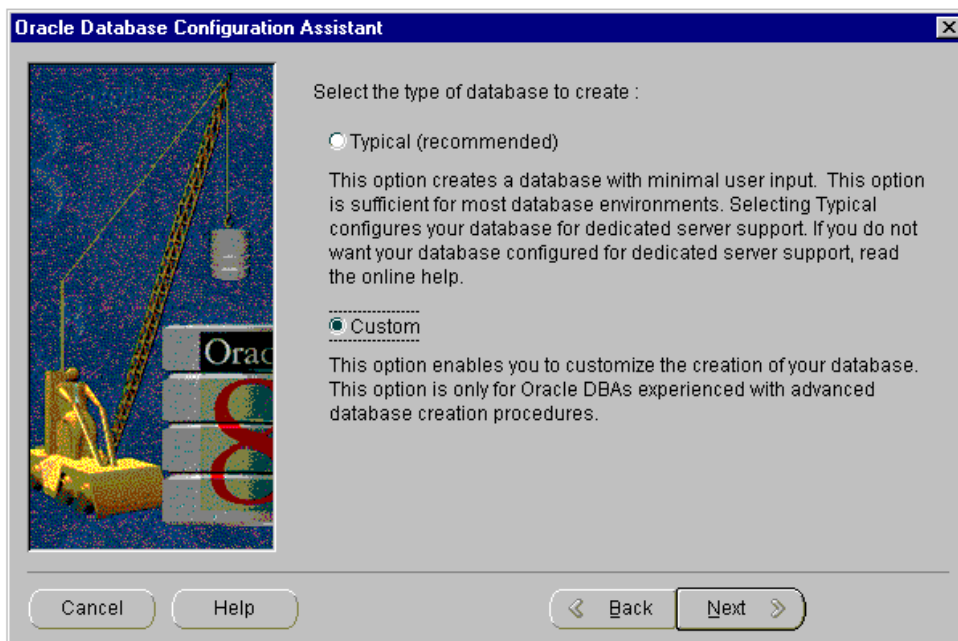 Oracle Database Configuration Assistant
Select the type of database to create :
Typical (recommended)
This option creates a database with minimal user input. This option
is sufficient for most database environments. Selecting Typical
configures your database for dedicated server support. If you do not
want your database configured for dedicated server support, read
the online help.
Custom
This option enables you to customize the creation of your database.
This option is only for Oracle DBAs experienced with advanced
database creation procedures.
Orac
8
Cancel
Help
Back
Next